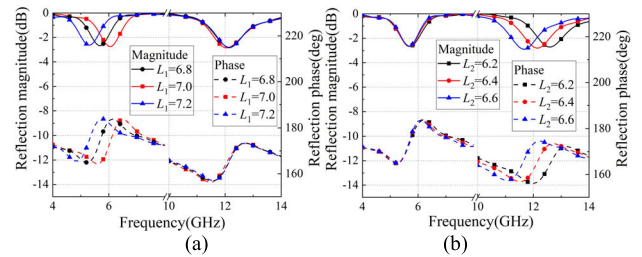 Reflection magnitude(dB)
0
-2
-4
-6
-8
-10
-12
-14
Magnitude
L1=6.8
L1=7.0
L1=7.2
Phase
L1=6.8
L1=7.0
L1=7.2
220
200
180
160
Reflection phase(deg)
4 6 8 10 12 14
Frequency(GHz)
(a)
Reflection magnitude(dB)
0
-2
-4
-6
-8
-10
-12
-14
Magnitude
L2=6.2
L2=6.4
L2=6.6
Phase
L2=6.2
L2=6.4
L2=6.6
220
200
180
160
Reflection phase(deg)
4 6 8 10 12 14
Frequency(GHz)
(b)